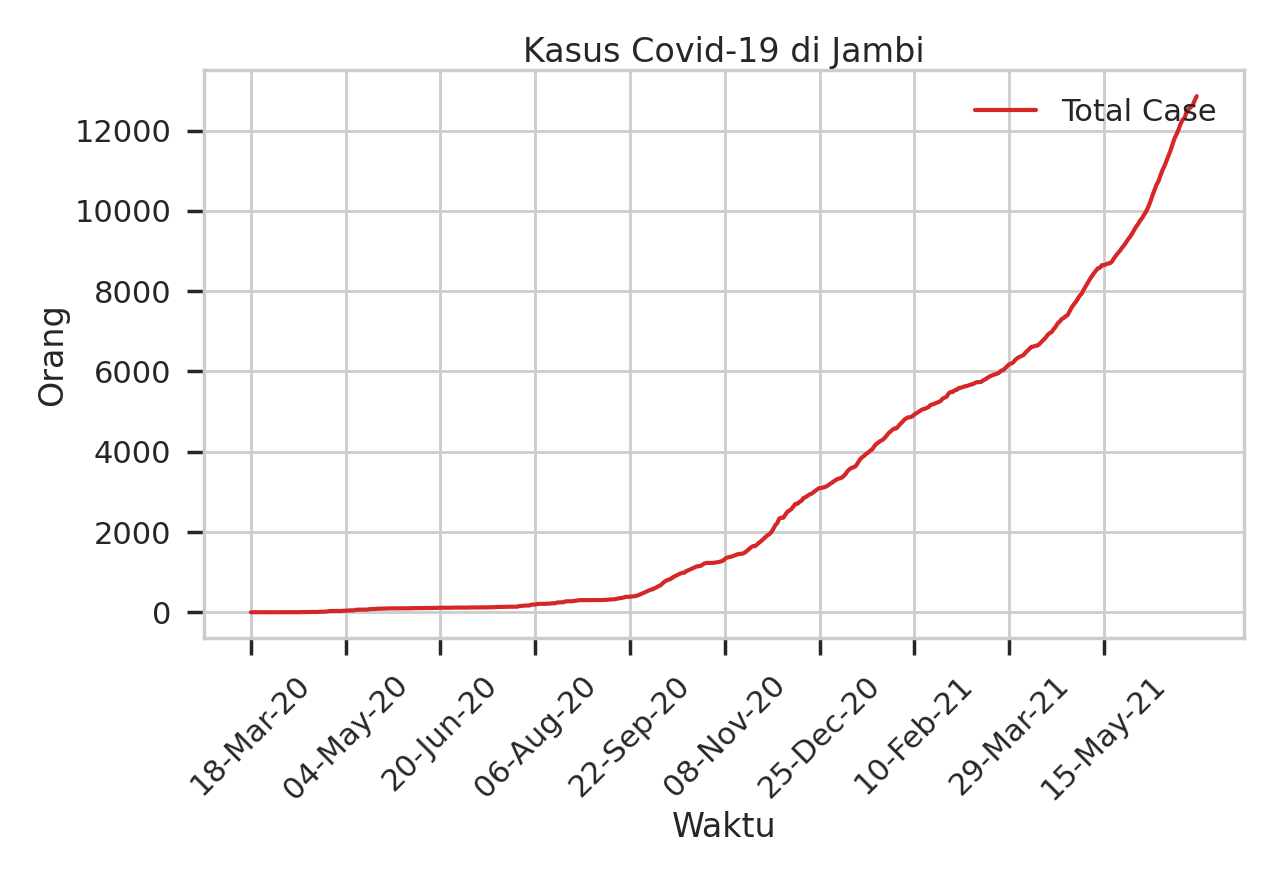 Kasus Covid-19 di Jambi
Total Case
12000
10000
8000
6000
4000
2000
0
Orang
18-Mar-20
04-May-20
20-Jun-20
06-Aug-20
22-Sep-20
08-Nov-20
25-Dec-20
10-Feb-21
29-Mar-21
15-May-21
Waktu